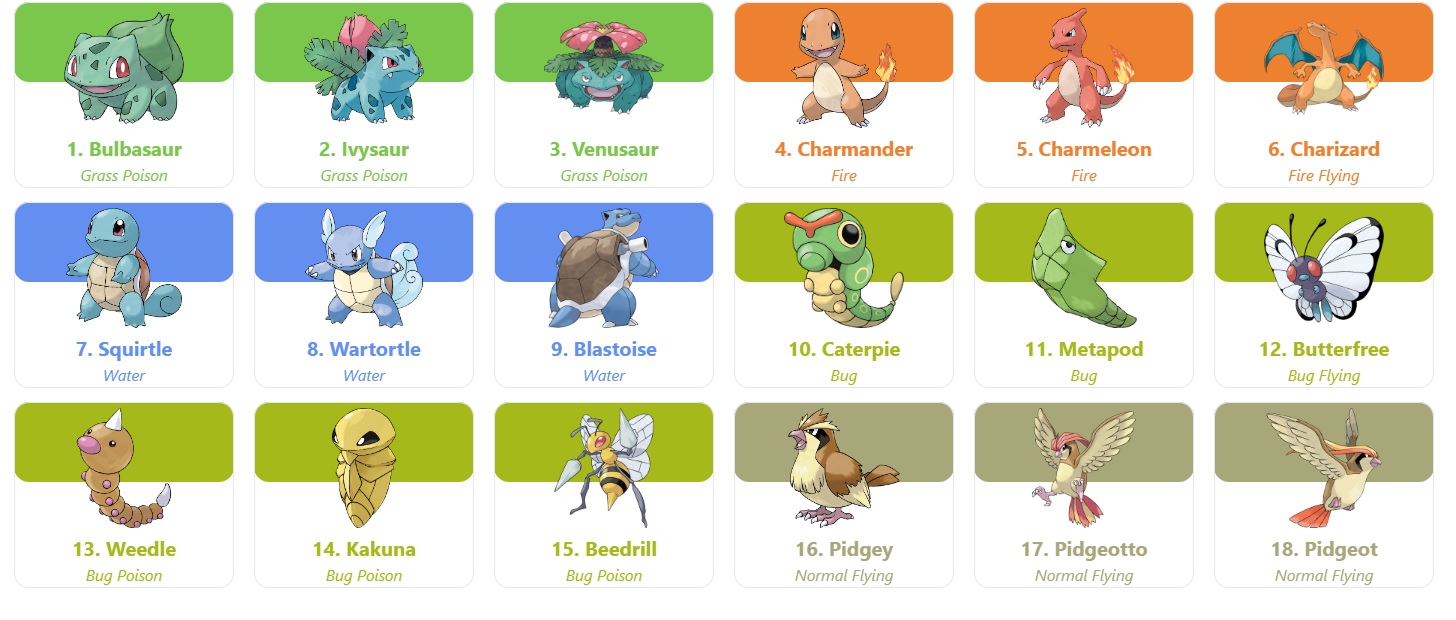 1. Bulbasaur
Grass Poison
2. Ivysaur
Grass Poison
3. Venusaur
Grass Poison
4. Charmander
Fire
5. Charmeleon
Fire
6. Charizard
Fire Flying
7. Squirtle
Water
8. Wartortle
Water
9. Blastoise
Water
10. Caterpie
Bug
11. Metapod
Bug
12. Butterfree
Bug Flying
13. Weedle
Bug Poison
14. Kakuna
Bug Poison
15. Beedrill
Bug Poison
16. Pidgey
Normal Flying
17. Pidgeotto
Normal Flying
18. Pidgeot
Normal Flying